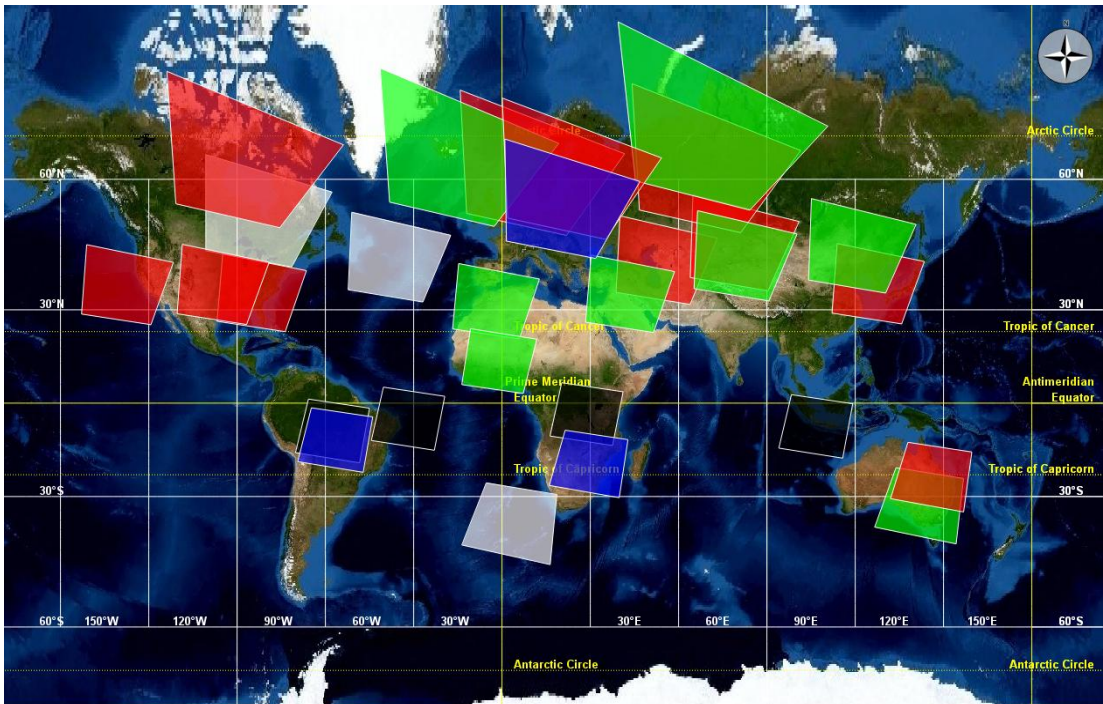 N
Arctic Circle
Arctic Circle
60°N
60°N
30°N
30°N
Tropic of Cancer
Tropic of Cancer
Prime Meridian
Antimeridian
Equator
Equator
Tropic of Capricorn
Tropic of Capricorn
30°S
30°S
60°S
150°W
120°W
90°W
60°W
30°W
30°E
60°E
90°E
120°E
150°E
60°S
Antarctic Circle
Antarctic Circle